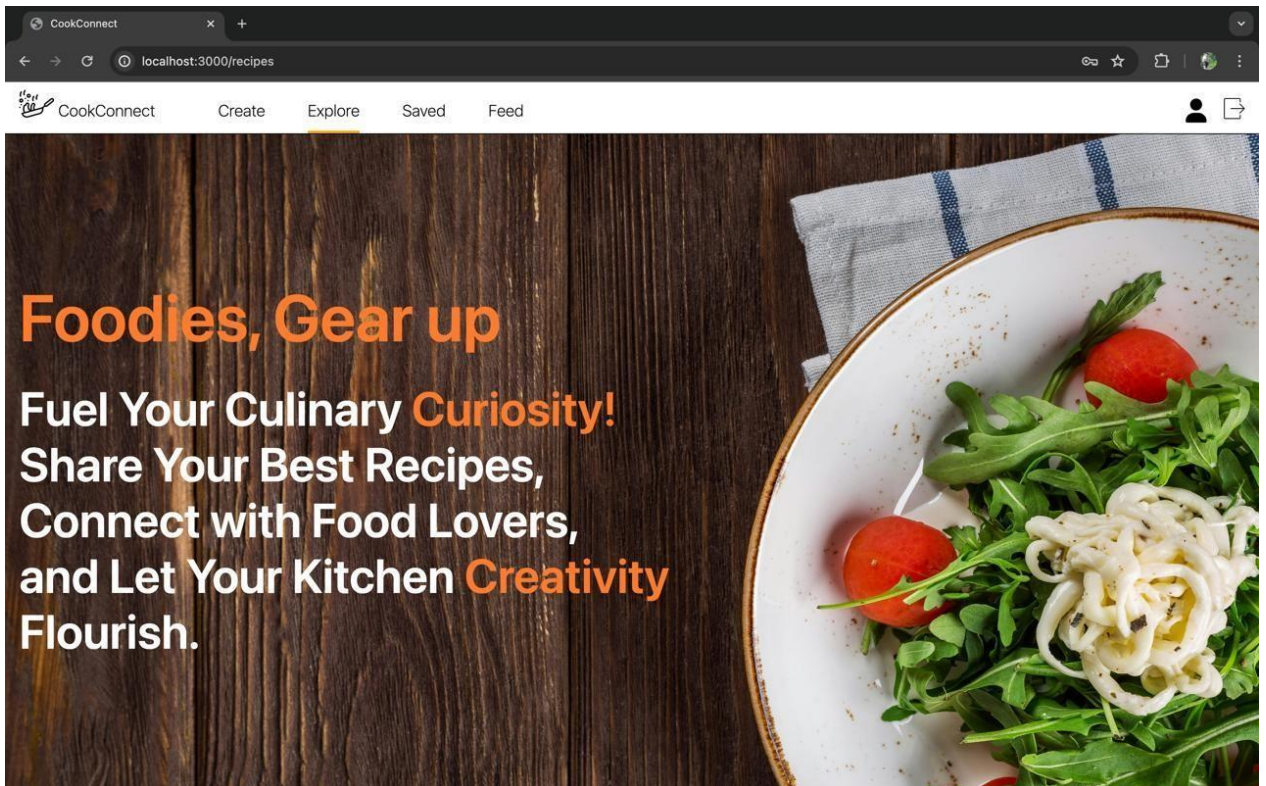 CookConnect
localhost:3000/recipes
CookConnect Create Explore Saved Feed
Foodies, Gear up
Fuel Your Culinary Curiosity!
Share Your Best Recipes,
Connect with Food Lovers,
and Let Your Kitchen Creativity
Flourish.